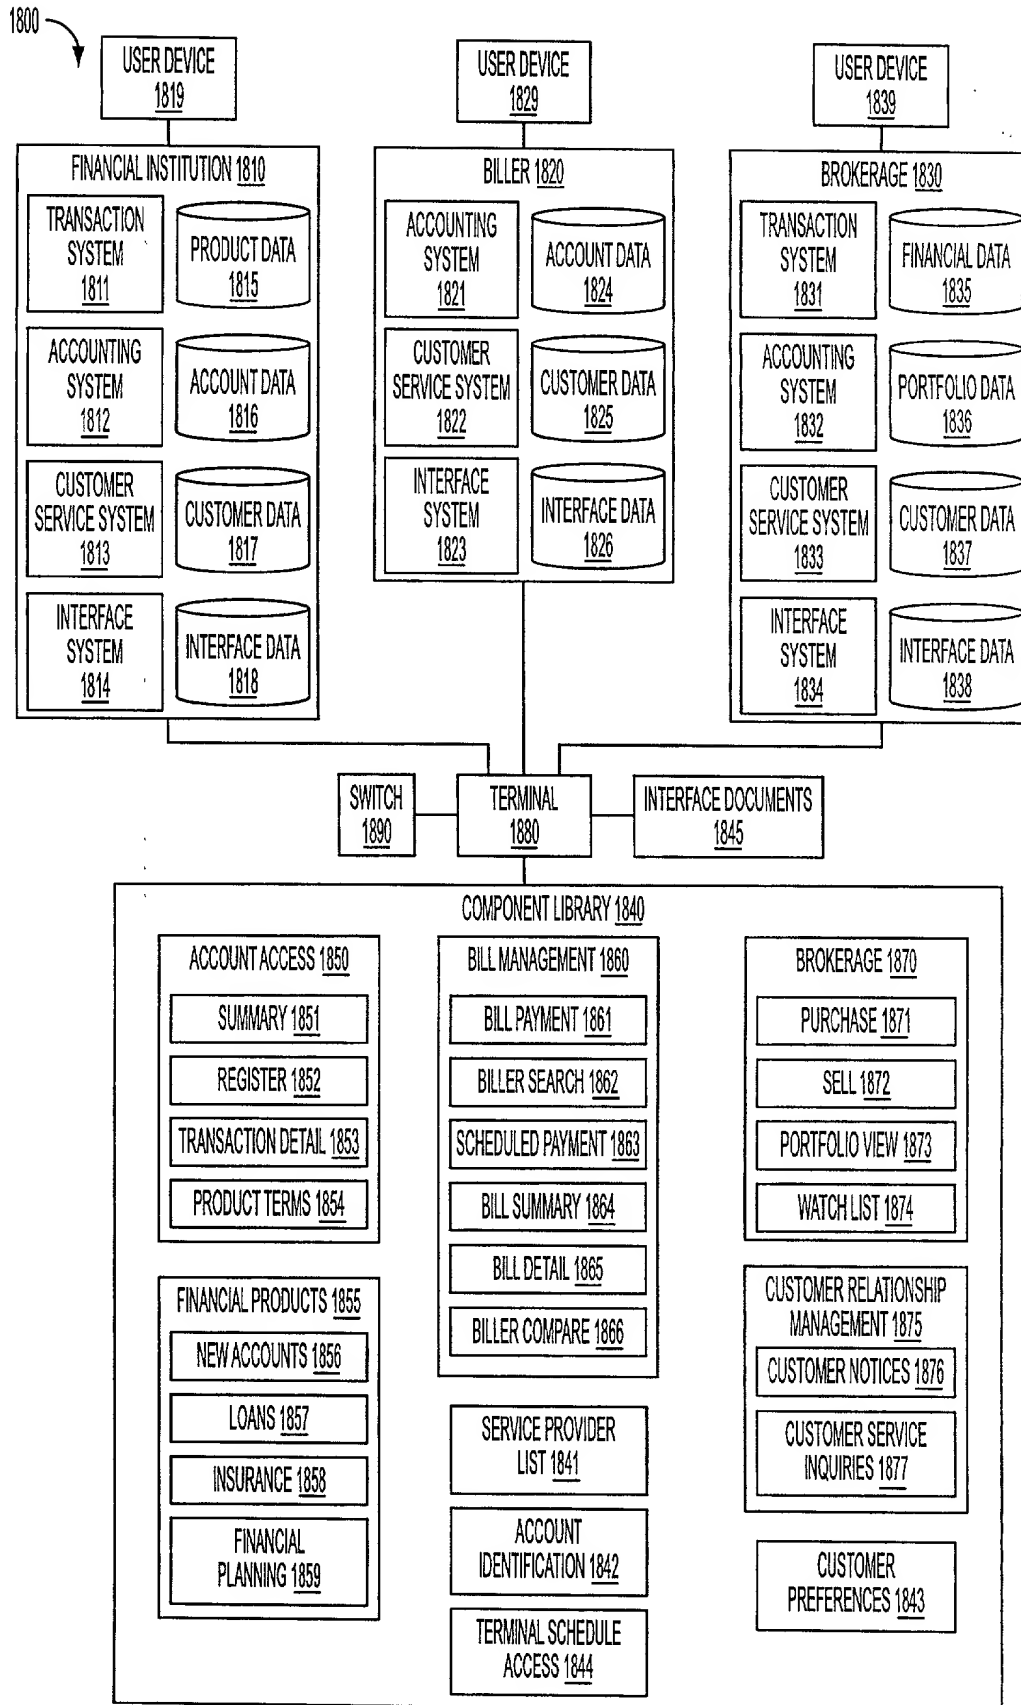 1800
USER DEVICE
1819
USER DEVICE
1829
USER DEVICE
1839
FINANCIAL INSTITUTION 1810
TRANSACTION
SYSTEM
1811
PRODUCT DATA
1815
ACCOUNTING
SYSTEM
1812
ACCOUNT DATA
1816
CUSTOMER
SERVICE SYSTEM
1813
CUSTOMER DATA
1817
INTERFACE
SYSTEM
1814
INTERFACE DATA
1818
BILLER 1820
ACCOUNTING
SYSTEM
1821
ACCOUNT DATA
1824
CUSTOMER
SERVICE SYSTEM
1822
CUSTOMER DATA
1825
INTERFACE
SYSTEM
1823
INTERFACE DATA
1826
BROKERAGE 1830
TRANSACTION
SYSTEM
1831
FINANCIAL DATA
1835
ACCOUNTING
SYSTEM
1832
PORTFOLIO DATA
1836
CUSTOMER
SERVICE SYSTEM
1833
CUSTOMER DATA
1837
INTERFACE
SYSTEM
1834
INTERFACE DATA
1838
SWITCH
1890
TERMINAL
1880
INTERFACE DOCUMENTS
1845
COMPONENT LIBRARY 1840
ACCOUNT ACCESS 1850
SUMMARY 1851
REGISTER 1852
TRANSACTION DETAIL 1853
PRODUCT TERMS 1854
FINANCIAL PRODUCTS 1855
NEW ACCOUNTS 1856
LOANS 1857
INSURANCE 1858
FINANCIAL
PLANNING 1859
BILL MANAGEMENT 1860
BILL PAYMENT 1861
BILLER SEARCH 1862
SCHEDULED PAYMENT 1863
BILL SUMMARY 1864
BILL DETAIL 1865
BILLER COMPARE 1866
SERVICE PROVIDER
LIST 1841
ACCOUNT
IDENTIFICATION 1842
TERMINAL SCHEDULE
ACCESS 1844
BROKERAGE 1870
PURCHASE 1871
SELL 1872
PORTFOLIO VIEW 1873
WATCH LIST 1874
CUSTOMER RELATIONSHIP
MANAGEMENT 1875
CUSTOMER NOTICES 1876
CUSTOMER SERVICE
INQUIRIES 1877
CUSTOMER
PREFERENCES 1843